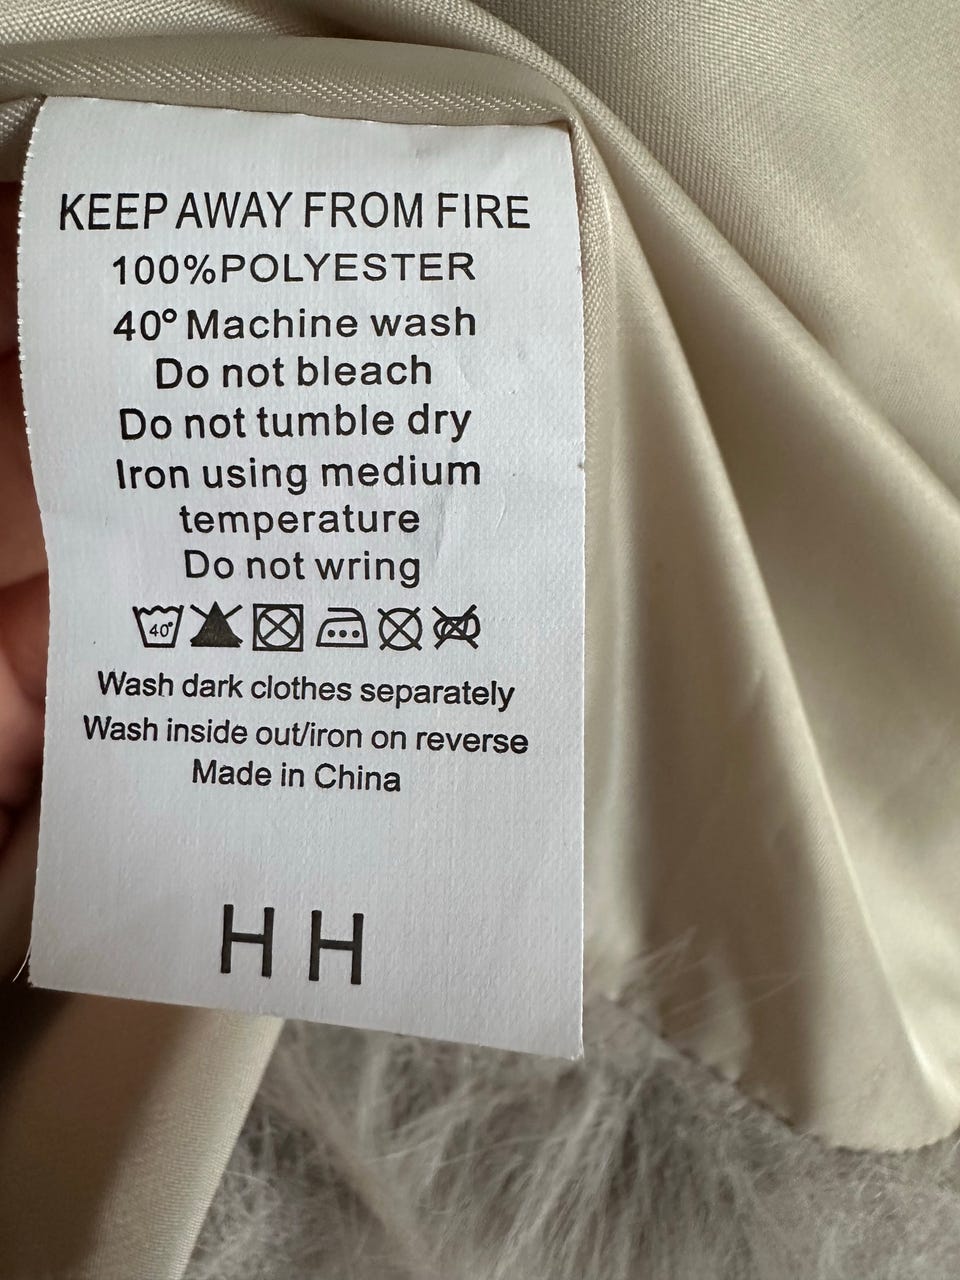 KEEP AWAY FROM FIRE
100%POLYESTER
40° Machine wash
Do not bleach
Do not tumble dry
Iron using medium
temperature
Do not wring
40°
Wash dark clothes separately
Wash inside out/iron on reverse
Made in China
H H